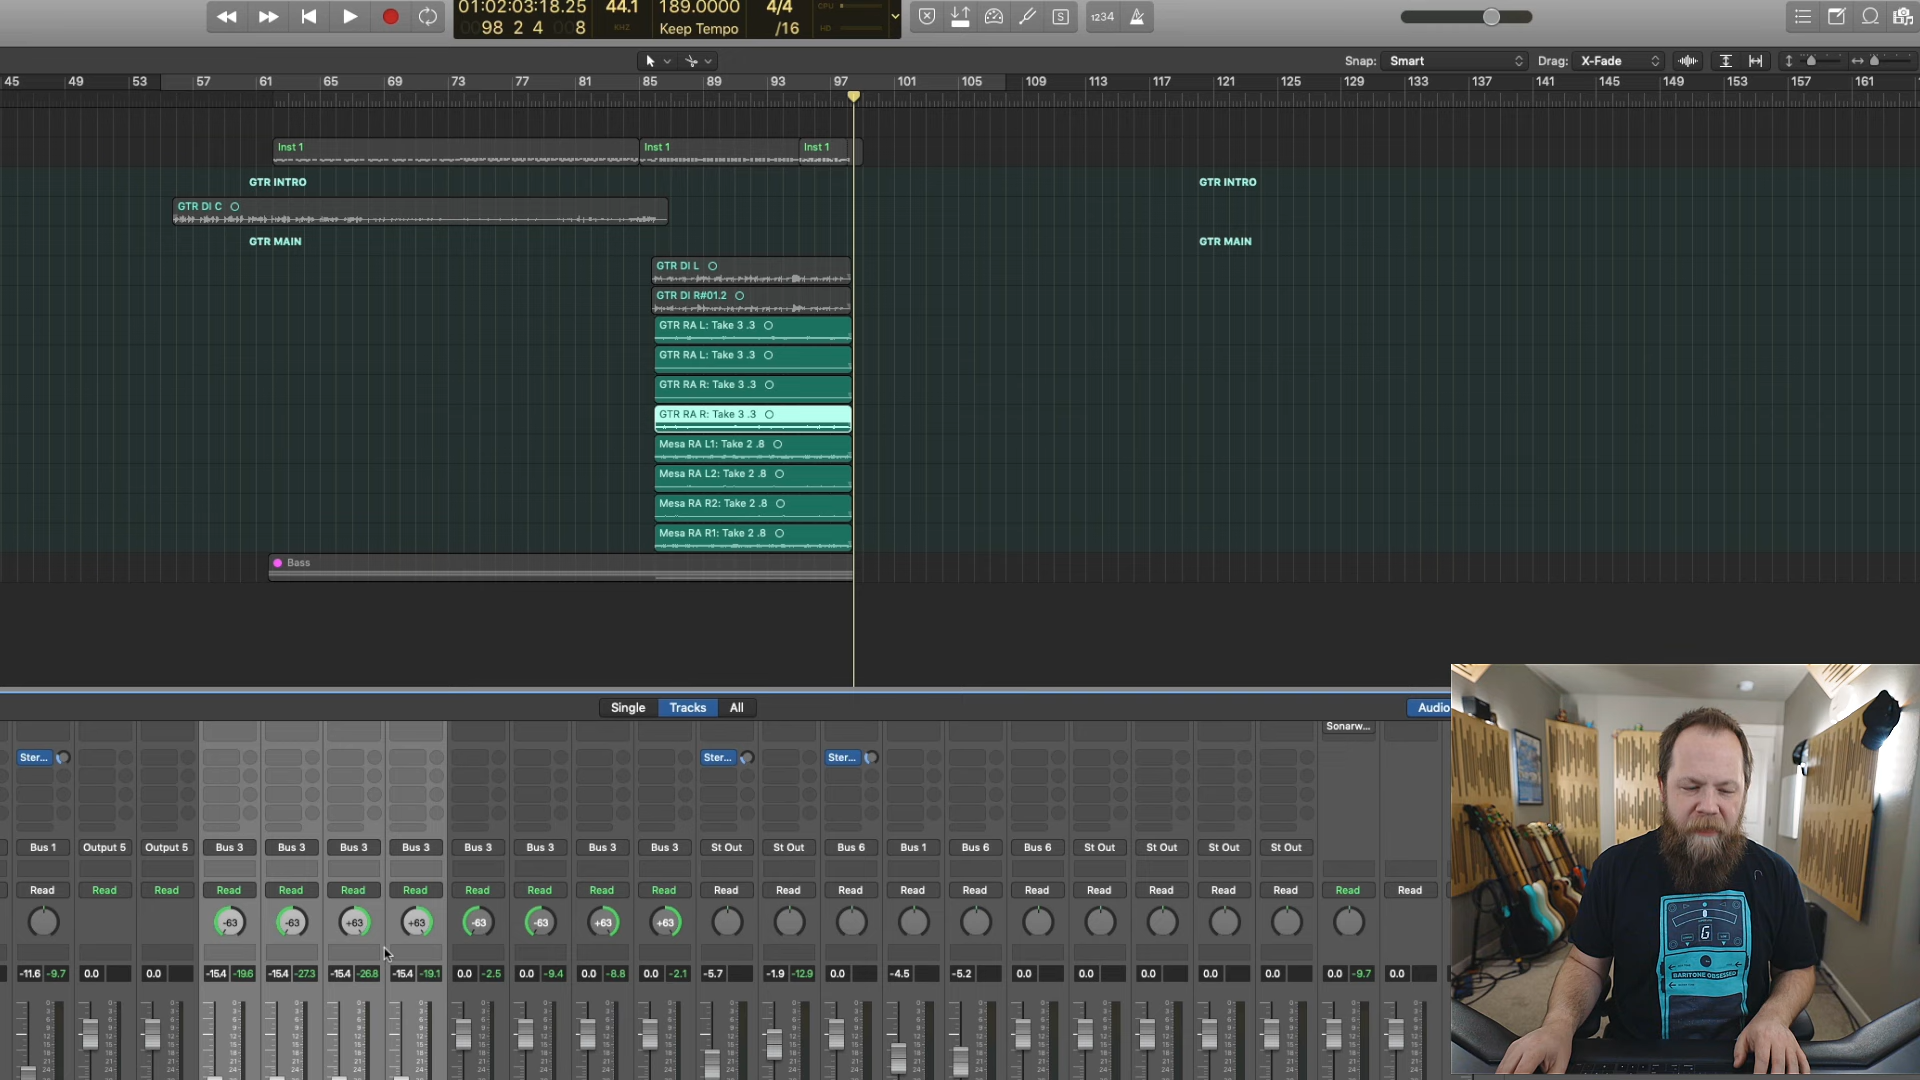 01:02:03:18.25 44.1 189.0000 4/4 CPU
0098 2 4 008 KHZ Keep Tempo /16 HD
1234
Snap: Smart Drag: X-Fade
45 49 53 57 61 65 69 73 77 81 85 89 93 97 101 105 109 113 117 121 125 129 133 137 141 145 149 153 157 161
Inst 1 Inst 1 Inst 1
GTR INTRO GTR INTRO
GTR DI C
GTR MAIN GTR MAIN
GTR DI L
GTR DI R#01.2
GTR RA L: Take 3 .3
GTR RA L: Take 3 .3
GTR RA R: Take 3 .3
GTR RA R: Take 3 .3
Mesa RA L1: Take 2 .8
Mesa RA L2: Take 2 .8
Mesa RA R2: Take 2 .8
Mesa RA R1: Take 2 .8
Bass
Single Tracks All Audio
Sonarw...
Ster... Ster... Ster...
Bus 1 Output 5 Output 5 Bus 3 Bus 3 Bus 3 Bus 3 Bus 3 Bus 3 Bus 3 Bus 3 St Out St Out Bus 6 Bus 1 Bus 6 Bus 6 St Out St Out St Out St Out
Read Read Read Read Read Read Read Read Read Read Read Read Read Read Read Read Read Read Read Read Read Read Read
-63 -63 +63 +63 -63 -63 +63 +63
-11.6 -9.7 0.0 0.0 -15.4 -19.6 -15.4 -27.3 -15.4 -26.8 -15.4 -19.1 0.0 -2.5 0.0 -9.4 0.0 -8.8 0.0 -2.1 -5.7 -1.9 -12.9 0.0 -4.5 -5.2 0.0 0.0 0.0 0.0 0.0 0.0 -9.7 0.0
G
BARITONE OBSESSED